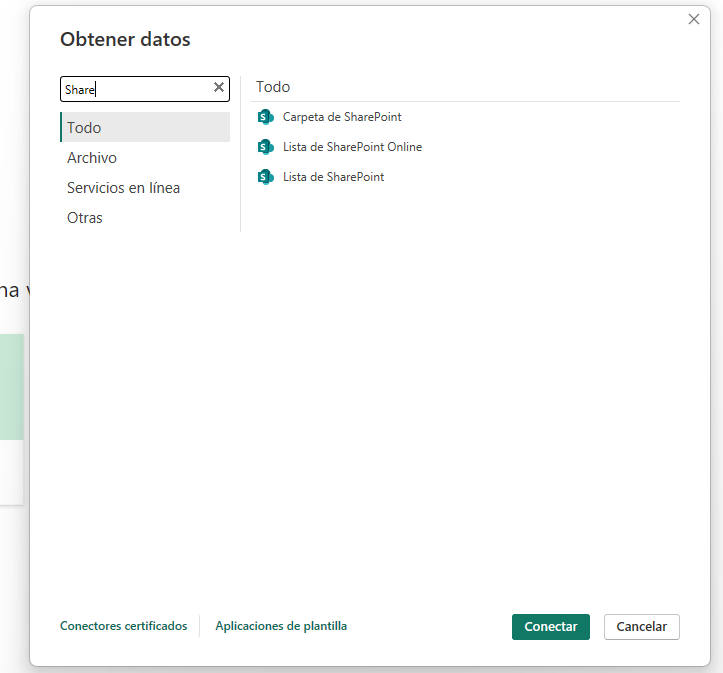 Obtener datos
Share
Todo
Archivo
Servicios en línea
Otras
Todo
Carpeta de SharePoint
Lista de SharePoint Online
Lista de SharePoint
na v
Conectores certificados
Aplicaciones de plantilla
Conectar
Cancelar